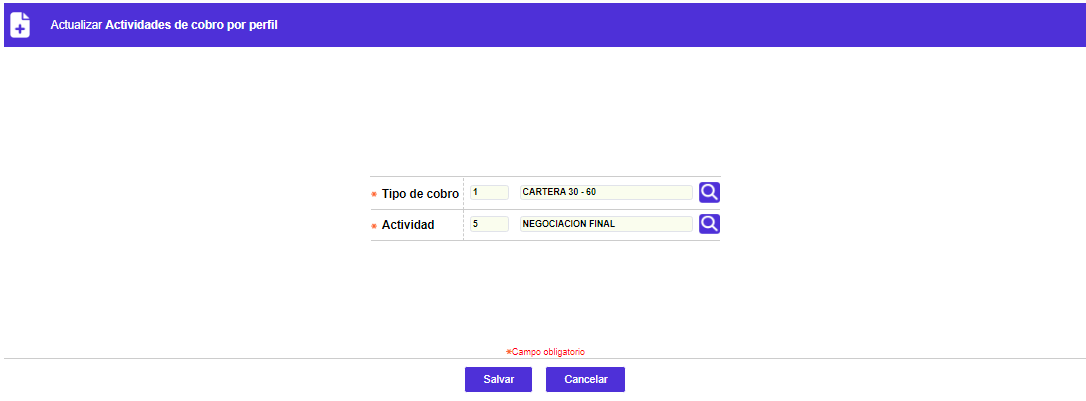 Actualizar Actividades de cobro por perfil
* Tipo de cobro 1 CARTERA 30 - 60
* Actividad 5 NEGOCIACION FINAL
*Campo obligatorio
Salvar Cancelar